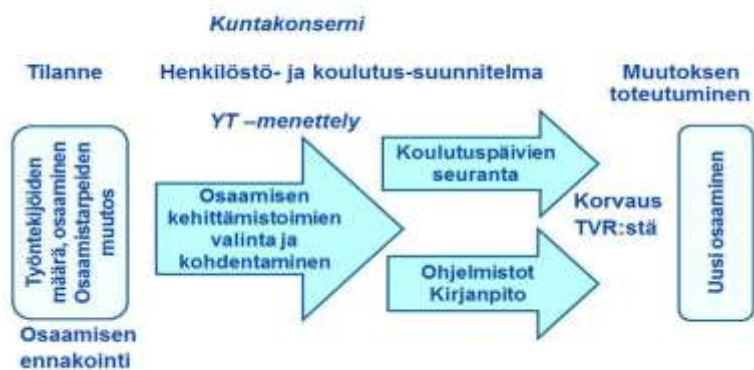 Kuntakonserni
Tilanne
Henkilöstö- ja koulutus-suunnitelma
Muutoksen
toteutuminen
YT –menettely
Työntekijöiden
määrä, osaaminen
Osaamistarpeiden
muutos
Osaamisen
kehittämistoimien
valinta ja
kohdentaminen
Koulutuspäivien
seuranta
Ohjelmistot
Kirjanpito
Korvaus
TVR:stä
Uusi osaaminen
Osaamisen
ennakointi